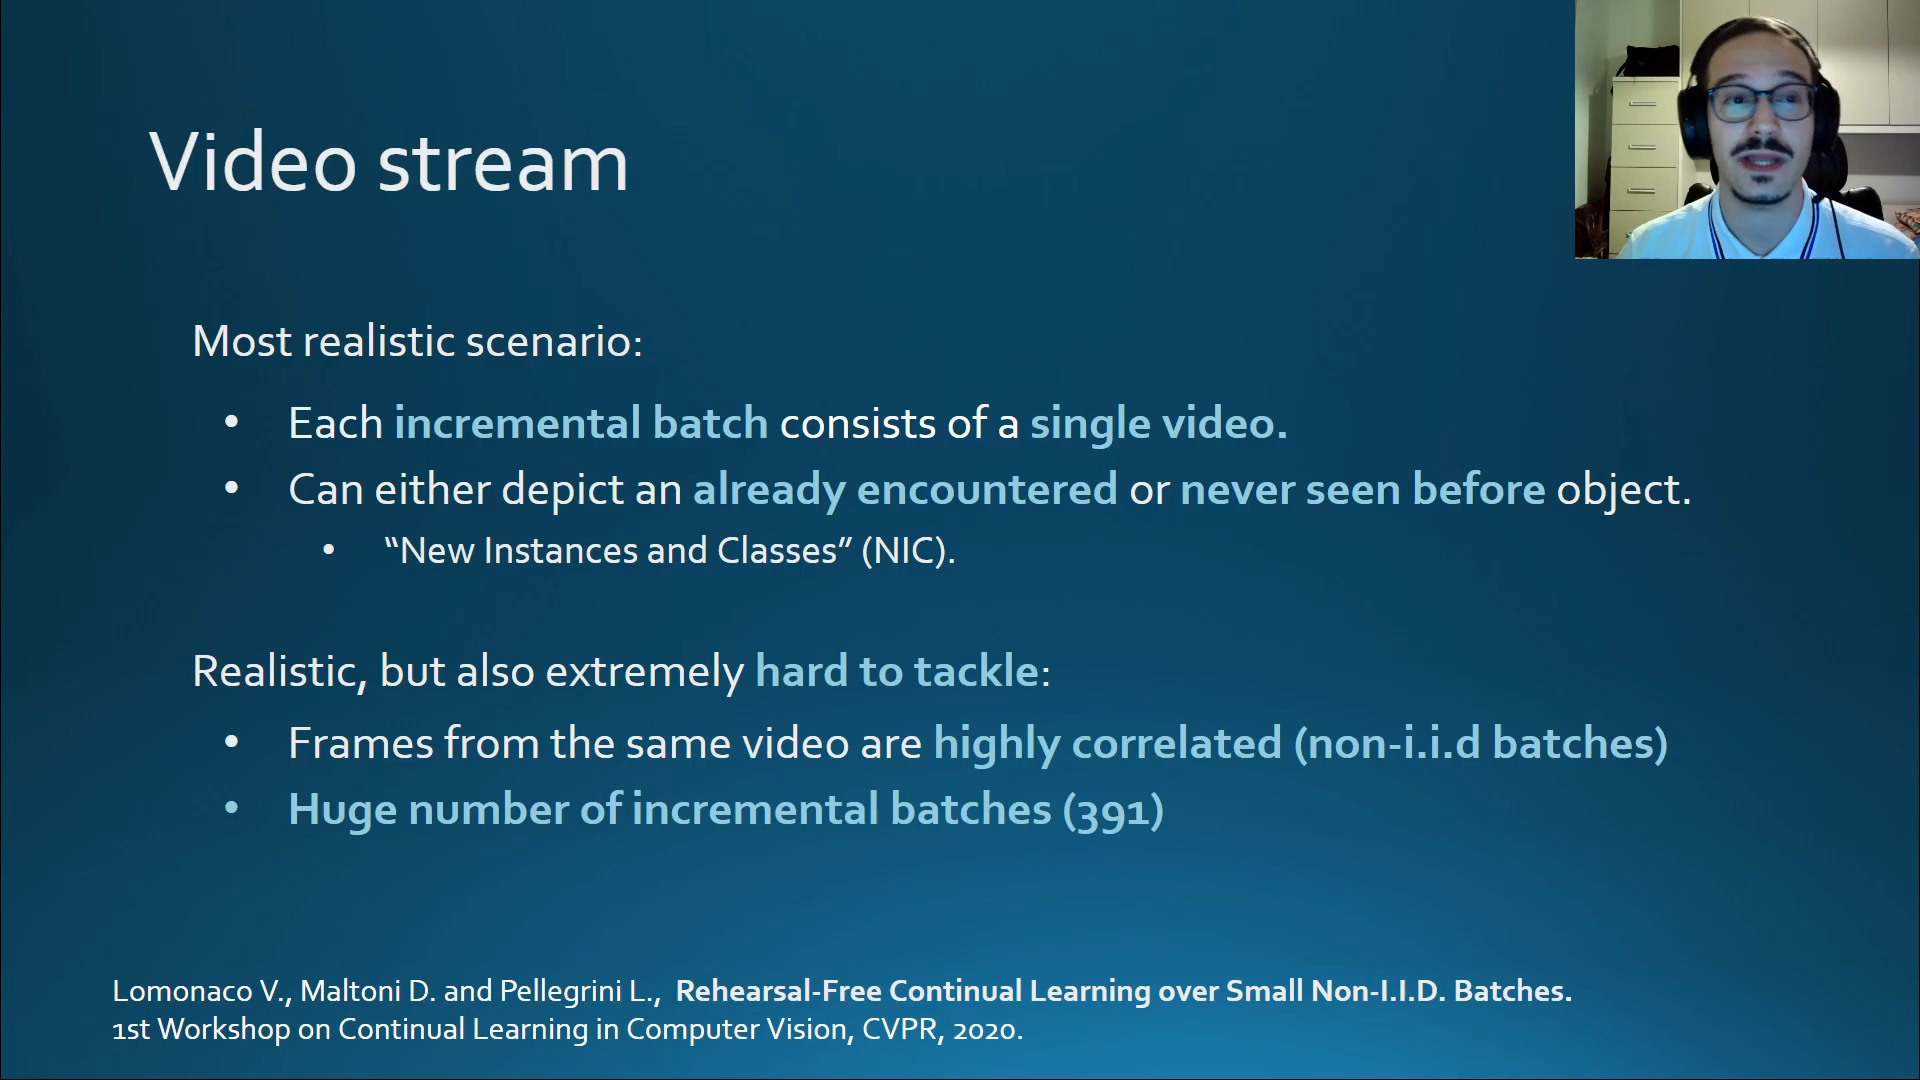 Video stream
Most realistic scenario:
• Each incremental batch consists of a single video.
• Can either depict an already encountered or never seen before object.
• “New Instances and Classes” (NIC).
Realistic, but also extremely hard to tackle:
• Frames from the same video are highly correlated (non-i.i.d batches)
• Huge number of incremental batches (391)
Lomonaco V., Maltoni D. and Pellegrini L., Rehearsal-Free Continual Learning over Small Non-I.I.D. Batches.
1st Workshop on Continual Learning in Computer Vision, CVPR, 2020.